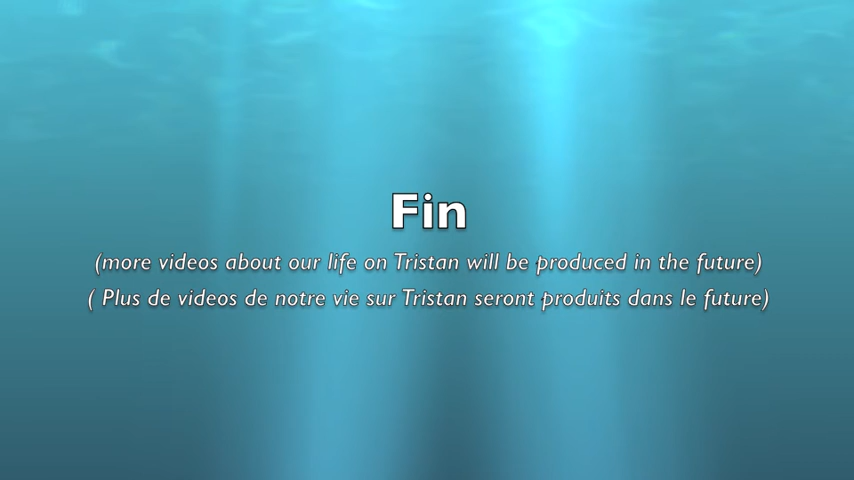 Fin
(more videos about our life on Tristan will be produced in the future)
( Plus de videos de notre vie sur Tristan seront produits dans le future)